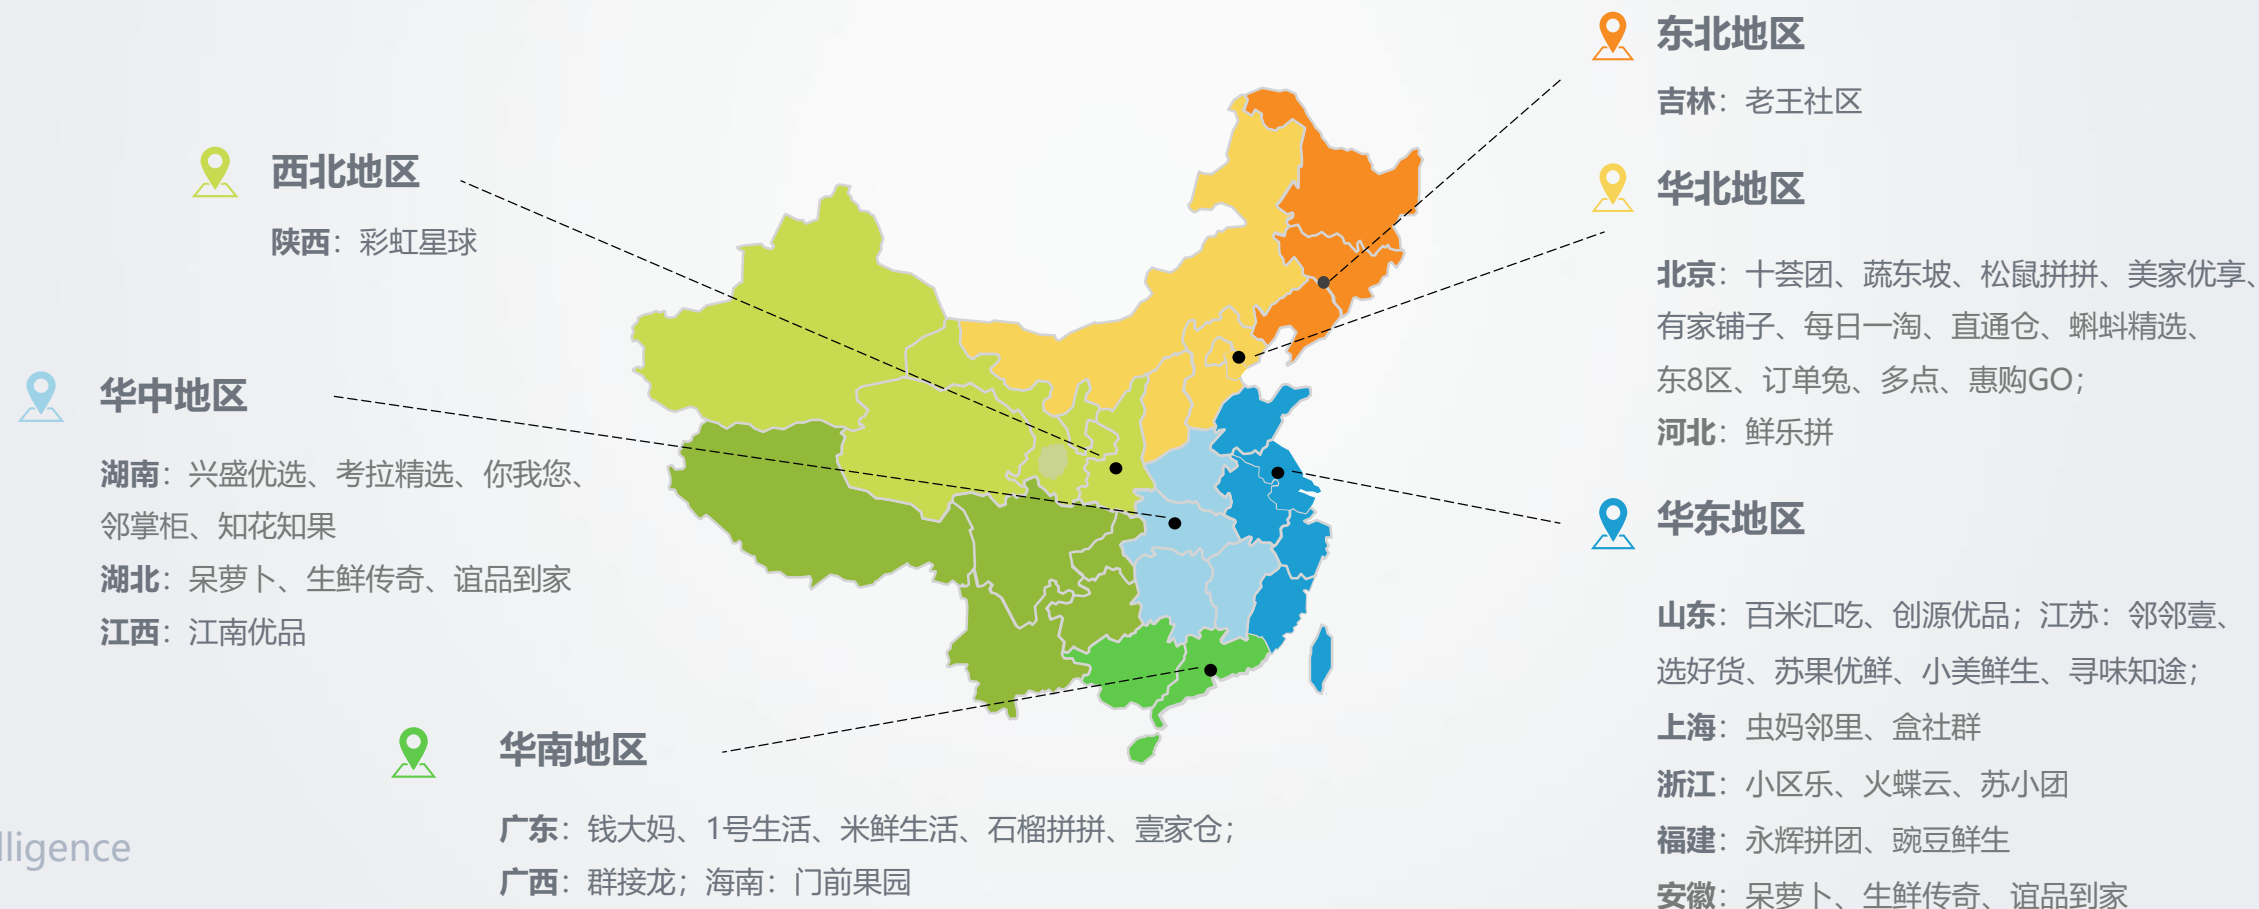 西北地区
陕西：彩虹星球
华中地区
湖南：兴盛优选、考拉精选、你我您、
邻掌柜、知花知果
湖北：呆萝卜、生鲜传奇、谊品到家
江西：江南优品
华南地区
广东：钱大妈、1号生活、米鲜生活、石榴拼拼、壹家仓；
广西：群接龙；海南：门前果园
lligence
东北地区
吉林：老王社区
华北地区
北京：十荟团、蔬东坡、松鼠拼拼、美家优享、
有家铺子、每日一淘、直通仓、蝌蚪精选、
东8区、订单兔、多点、惠购GO；
河北：鲜乐拼
华东地区
山东：百米汇吃、创源优品；江苏：邻邻壹、
选好货、苏果优鲜、小美鲜生、寻味知途；
上海：虫妈邻里、盒社群
浙江：小区乐、火蝶云、苏小团
福建：永辉拼团、豌豆鲜生
安徽：呆萝卜、生鲜传奇、谊品到家